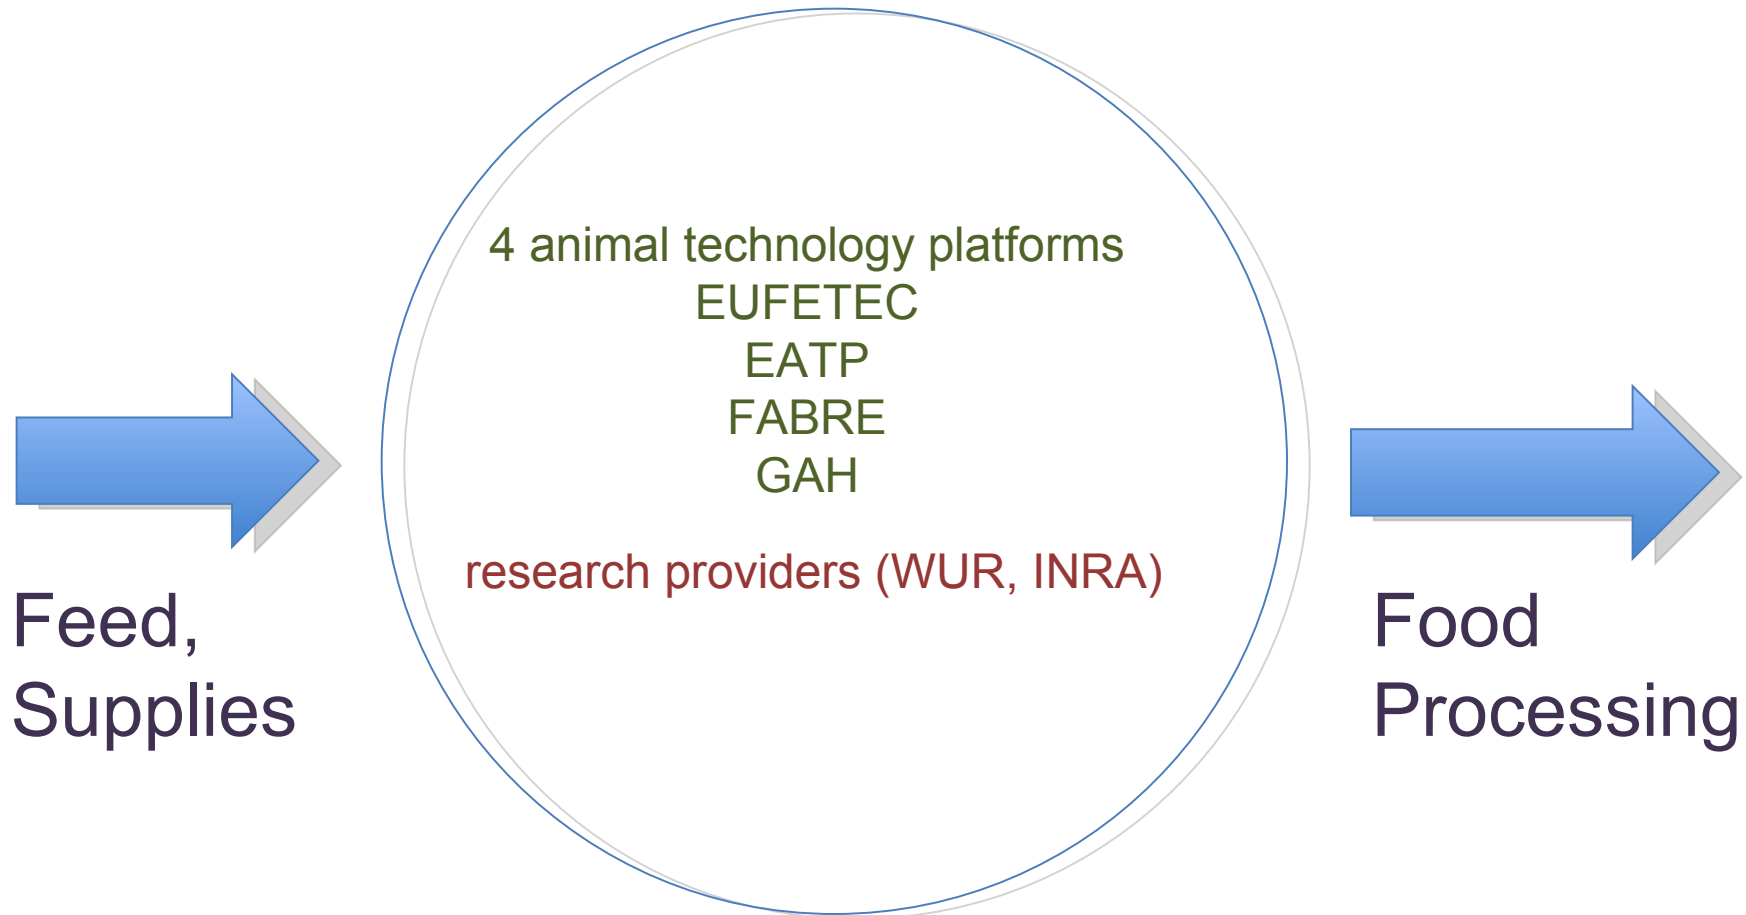 4 animal technology platforms
EUFETEC
EATP
FABRE
GAH
research providers (WUR, INRA)
Feed,
Supplies
Food
Processing